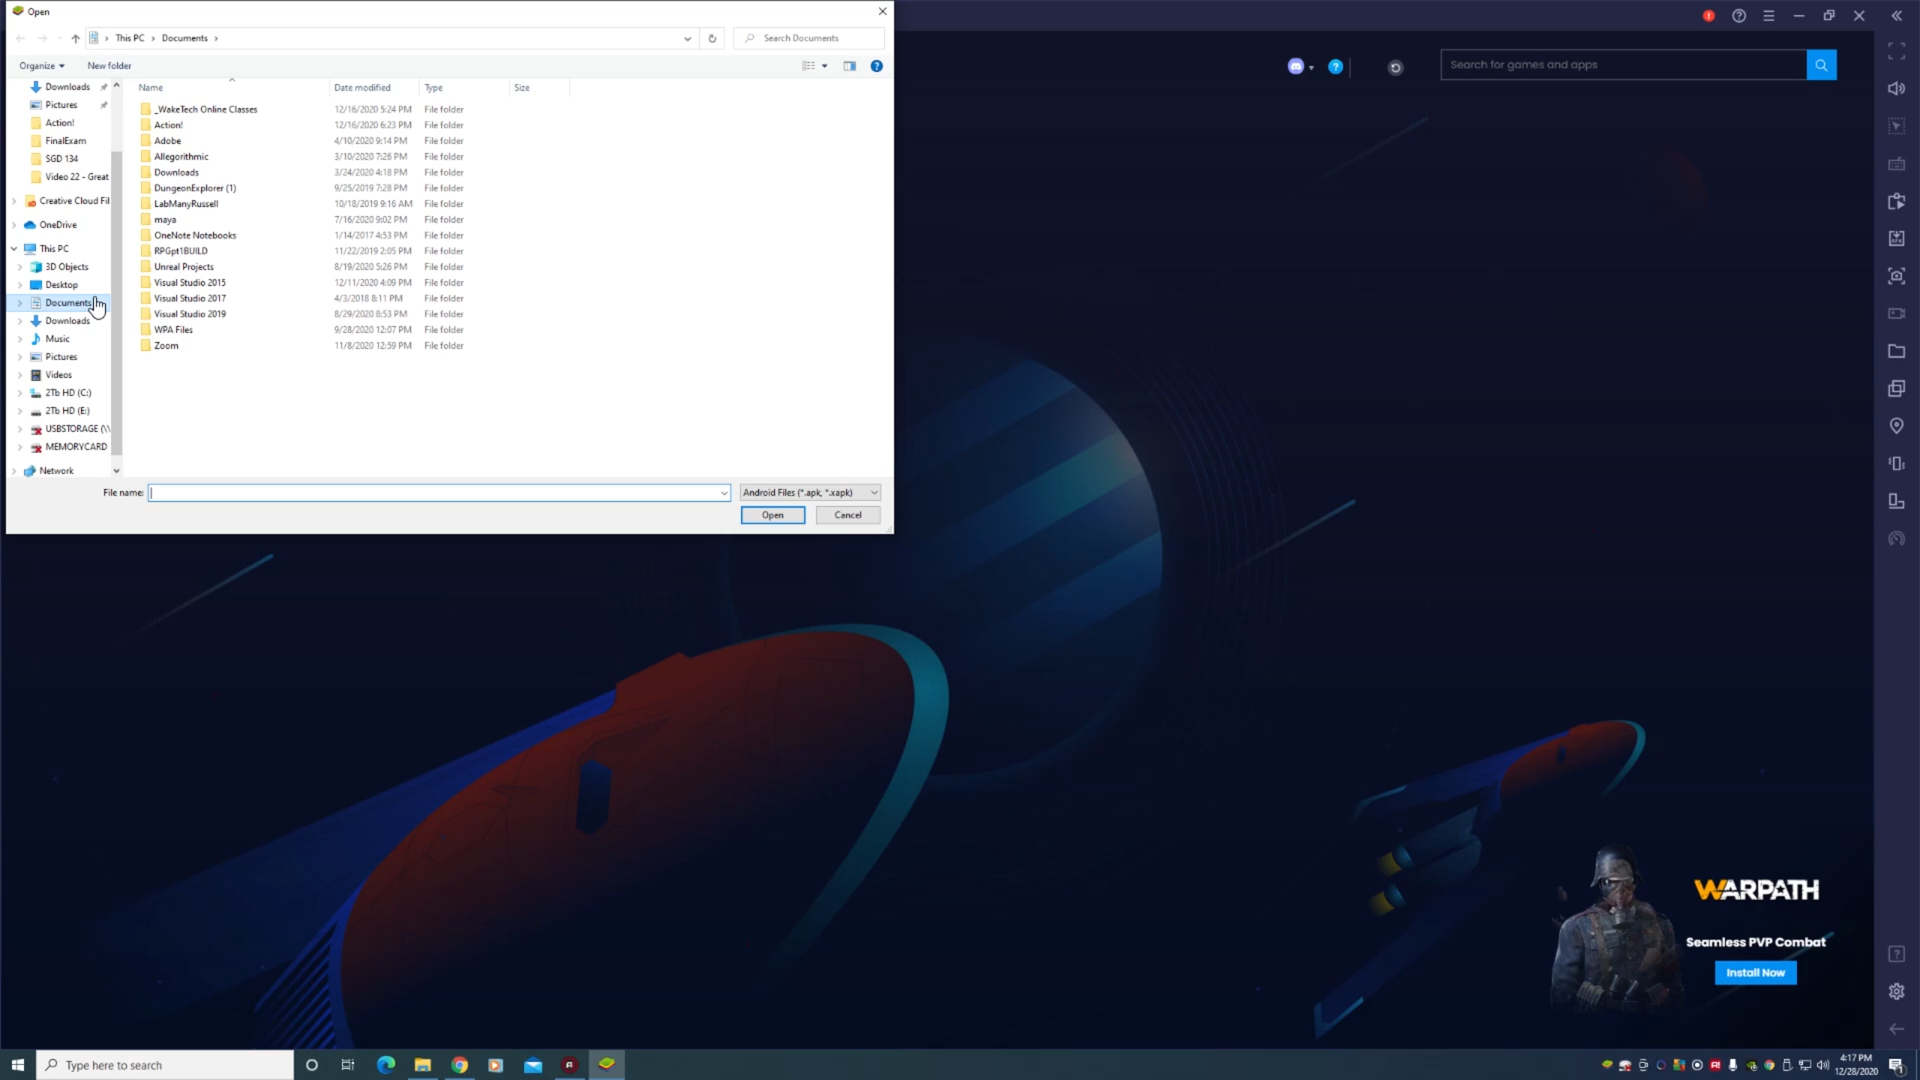 Open
This PC
Documents
Search Documents
Organize
New folder
Name
Date modified
Type
Size
Downloads
Pictures
Action!
FinalExam
SGD 134
Video 22 - Great
Creative Cloud Fil
OneDrive
This PC
3D Objects
Desktop
Documents
Downloads
Music
Pictures
Videos
2Tb HD (C:)
2Tb HD (E:)
USBSTORAGE (\\
MEMORYCARD
Network
_WakeTech Online Classes 12/16/2020 5:24 PM File folder
Action! 12/16/2020 6:23 PM File folder
Adobe 4/10/2020 9:14 PM File folder
Allegorithmic 3/10/2020 7:26 PM File folder
Downloads 3/24/2020 4:18 PM File folder
DungeonExplorer (1) 9/25/2019 7:28 PM File folder
LabManyRussell 10/18/2019 9:16 AM File folder
maya 7/16/2020 9:02 PM File folder
OneNote Notebooks 1/14/2017 4:53 PM File folder
RPGpt1BUILD 11/22/2019 2:05 PM File folder
Unreal Projects 8/19/2020 5:26 PM File folder
Visual Studio 2015 12/11/2020 4:09 PM File folder
Visual Studio 2017 4/3/2018 8:11 PM File folder
Visual Studio 2019 8/29/2020 8:53 PM File folder
WPA Files 9/28/2020 12:07 PM File folder
Zoom 11/8/2020 12:59 PM File folder
File name:
Android Files (*.apk, *.xapk)
Open
Cancel
Search for games and apps
WARPATH
Seamless PVP Combat
Install Now
Type here to search
4:17 PM
12/28/2020